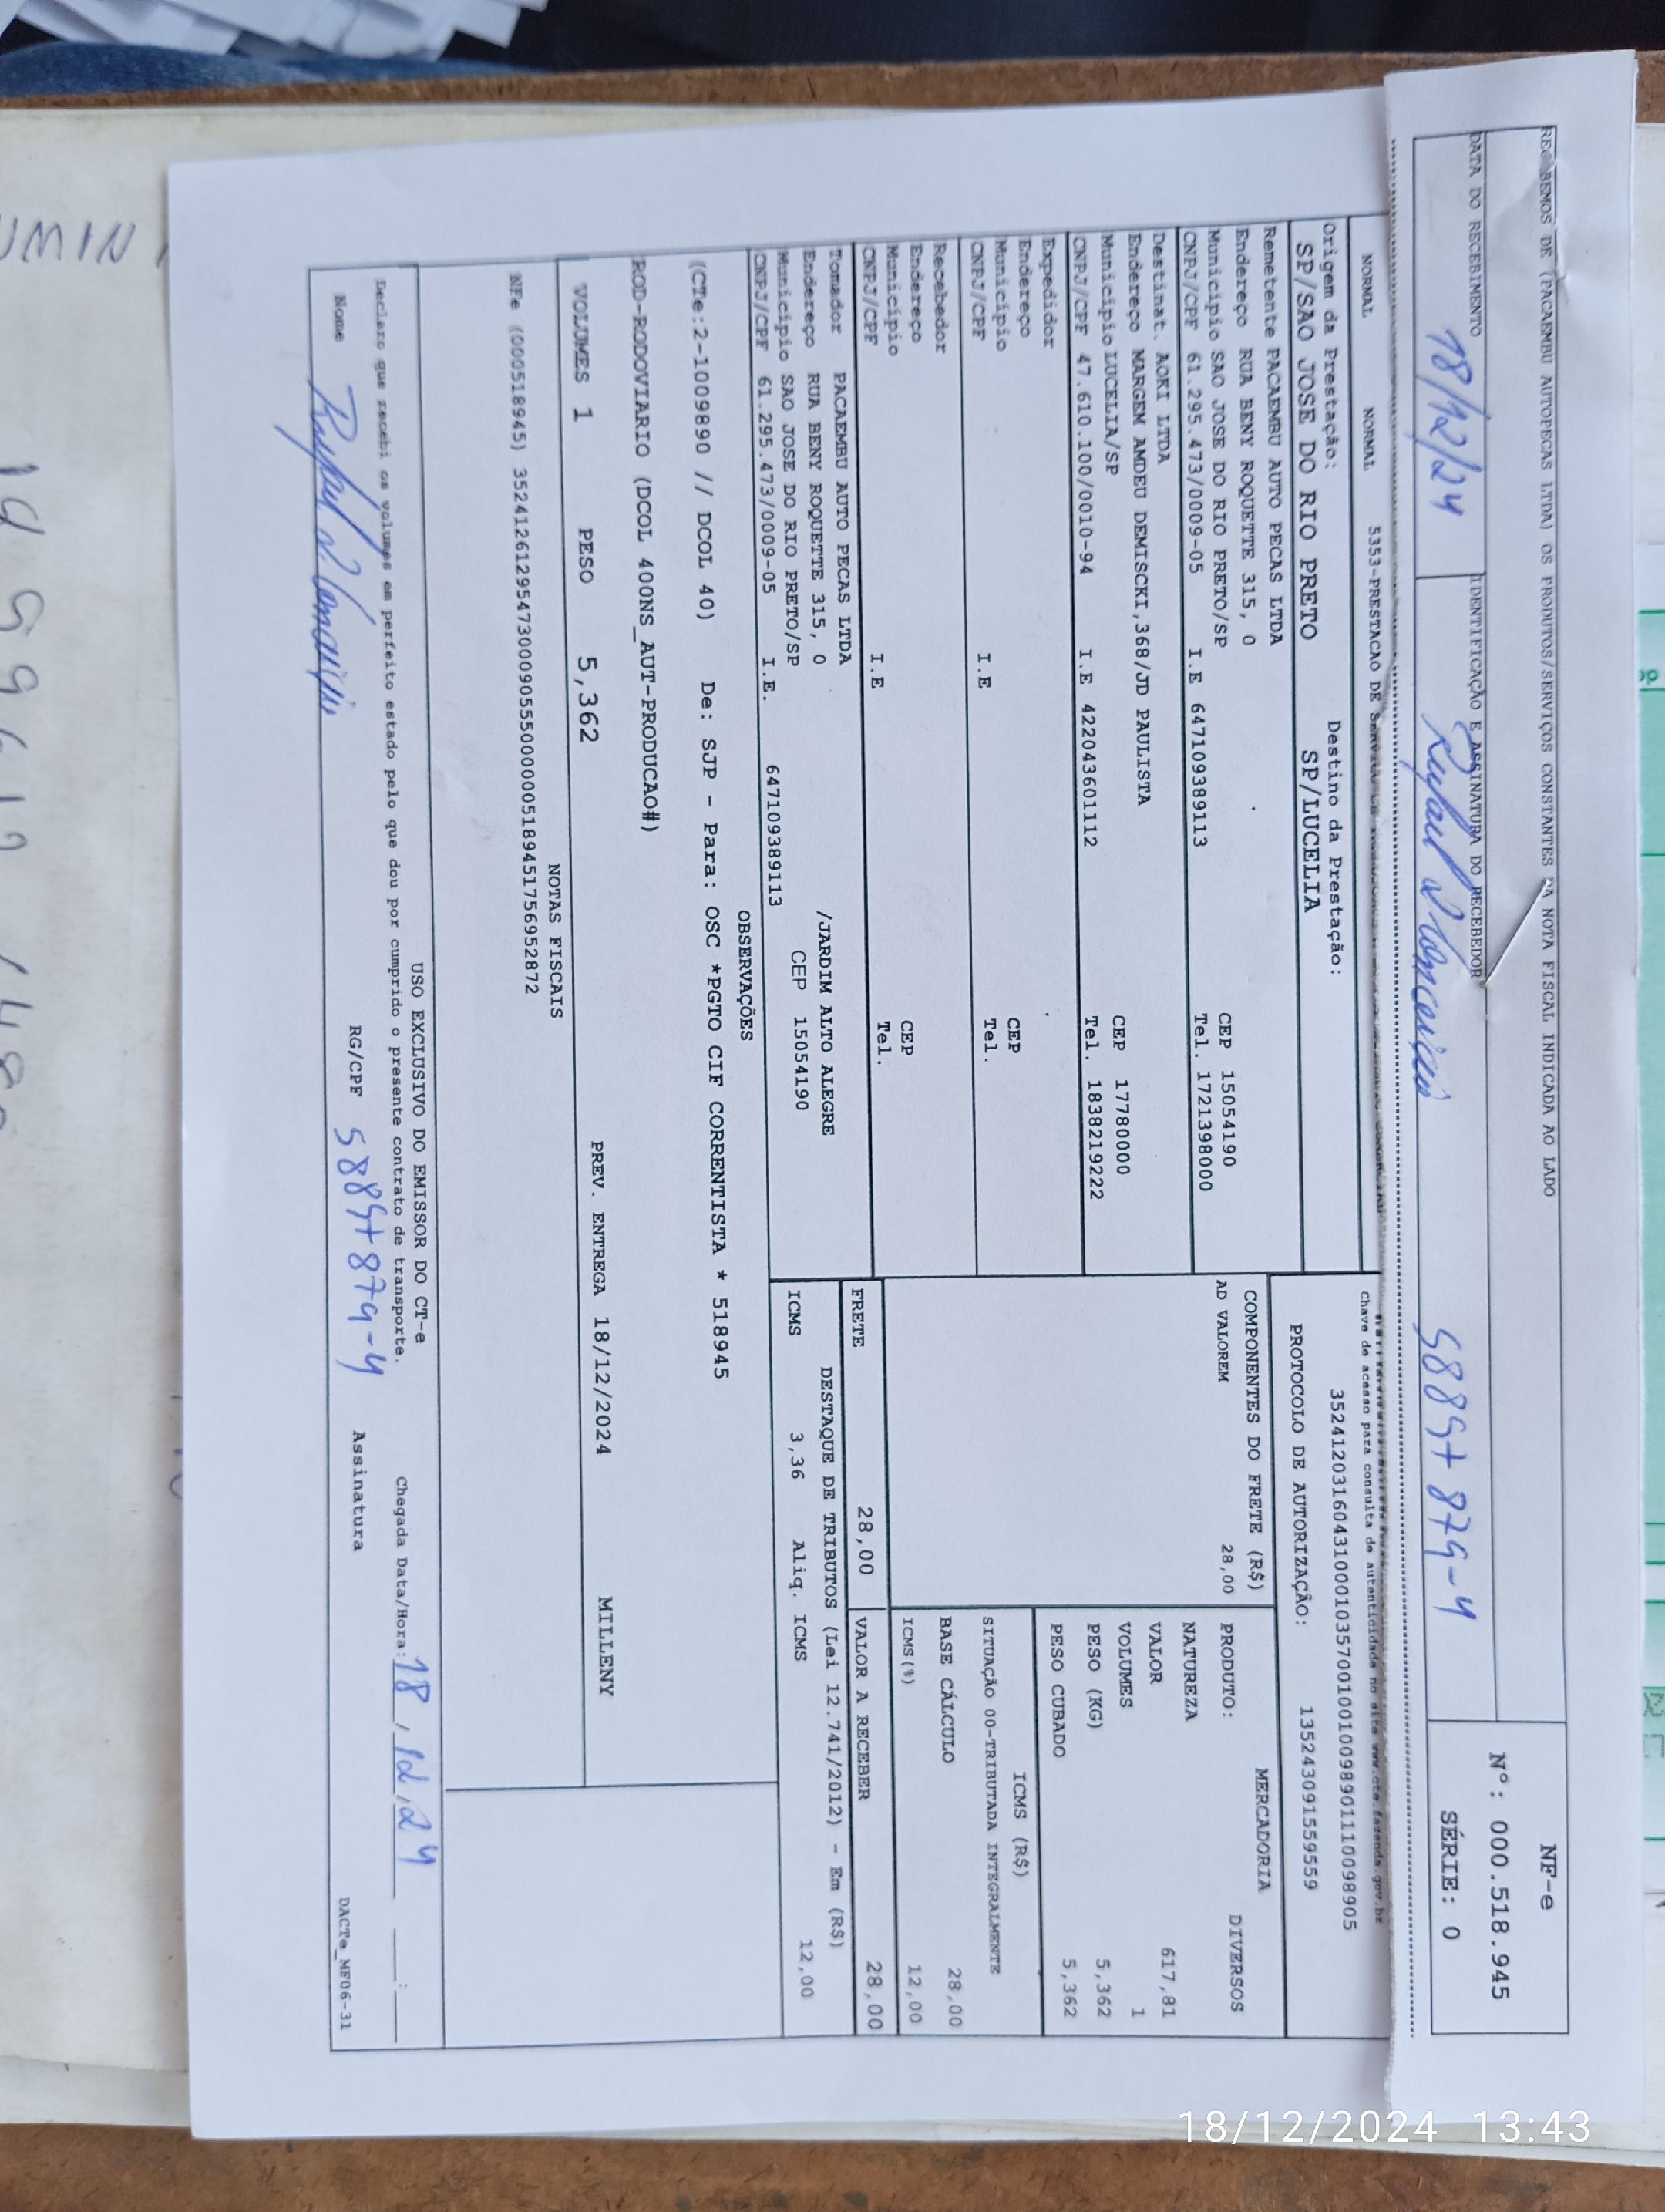 RECEBEMOS DE (PACAEMBU AUTOPECAS LTDA) OS PRODUTOS/SERVIÇOS CONSTANTES NA NOTA FISCAL INDICADA AO LADO
NF-e
Nº: 000.518.945
SÉRIE: 0
DATA DO RECEBIMENTO
18/12/24
IDENTIFICAÇÃO E ASSINATURA DO RECEBEDOR
58897879-4
NORMAL NORMAL 5353-PRESTACAO DE
Chave de acesso para consulta de autenticidade no site www.cte.fazenda.gov.br
35241203160431000103570010010098901110098905
Origem da Prestação: Destino da Prestação:
SP/SAO JOSE DO RIO PRETO SP/LUCELIA
PROTOCOLO DE AUTORIZAÇÃO: 135243091559559
Remetente PACAEMBU AUTO PECAS LTDA
Endereço RUA BENY ROQUETTE 315, 0
Município SAO JOSE DO RIO PRETO/SP CEP 15054190
CNPJ/CPF 61.295.473/0009-05 I.E 647109389113 Tel. 1721398000
Destinat. AOKI LTDA
Endereço MARGEM AMDEU DEMISCKI,368/JD PAULISTA
Município LUCELIA/SP CEP 17780000
CNPJ/CPF 47.610.100/0010-94 I.E 422043601112 Tel. 1838219222
Expedidor
Endereço
Município CEP
CNPJ/CPF I.E Tel.
Recebedor
Endereço
Município CEP
CNPJ/CPF I.E Tel.
Tomador PACAEMBU AUTO PECAS LTDA
Endereço RUA BENY ROQUETTE 315, 0 /JARDIM ALTO ALEGRE
Município SAO JOSE DO RIO PRETO/SP CEP 15054190
CNPJ/CPF 61.295.473/0009-05 I.E. 647109389113
COMPONENTES DO FRETE (R$)
AD VALOREM 28,00
MERCADORIA
PRODUTO: DIVERSOS
NATUREZA
VALOR 617,81
VOLUMES 1
PESO (KG) 5,362
PESO CUBADO 5,362
ICMS (R$)
SITUAÇÃO 00-TRIBUTADA INTEGRALMENTE
BASE CÁLCULO 28,00
ICMS(%) 12,00
FRETE 28,00 VALOR A RECEBER 28,00
DESTAQUE DE TRIBUTOS (Lei 12.741/2012) - Em (R$)
ICMS 3,36 Aliq. ICMS 12,00
OBSERVAÇÕES
(CTe:2-1009890 // DCOL 40) De: SJP - Para: OSC *PGTO CIF CORRENTISTA * 518945
ROD-RODOVIARIO (DCOL 400NS_AUT-PRODUCAO#)
VOLUMES 1 PESO 5,362 PREV. ENTREGA 18/12/2024 MILLENY
NOTAS FISCAIS
NFe (000518945) 35241261295473000905550000005189451756952872
USO EXCLUSIVO DO EMISSOR DO CT-e
Declaro que recebi os volumes em perfeito estado pelo que dou por cumprido o presente contrato de transporte.
Chegada Data/Hora: 18/12/24
Nome
RG/CPF 58897879-4
Assinatura
DACTe_MF06-31
18/12/2024 13:43